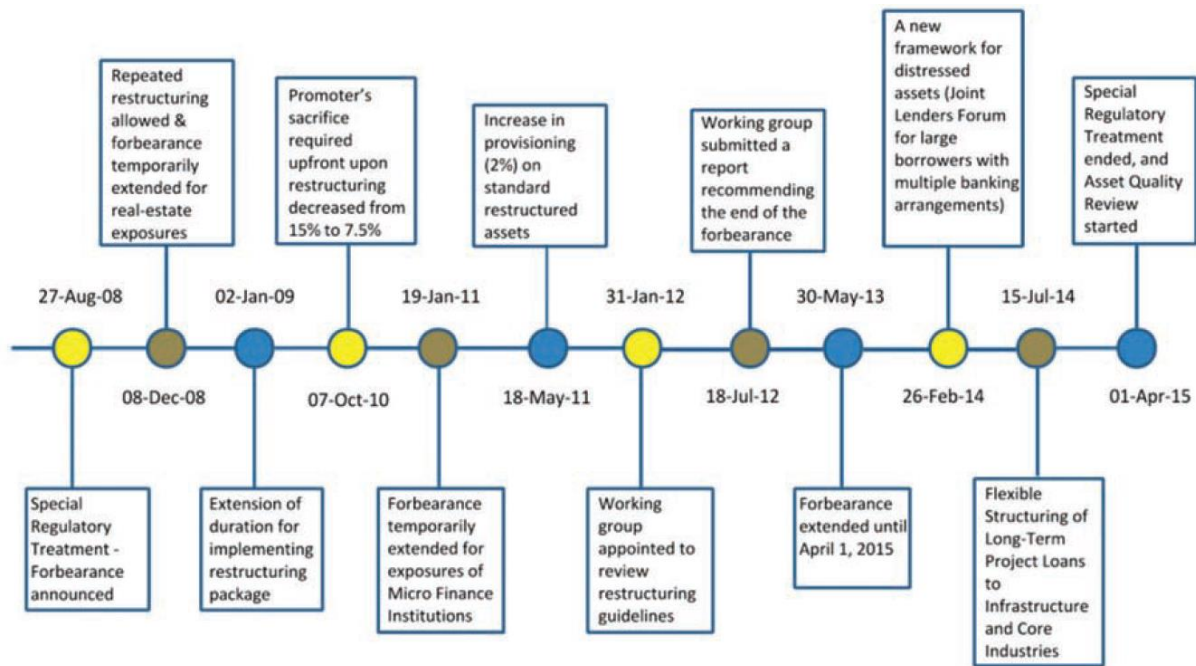 Repeated
restructuring
allowed &
forbearance
temporarily
extended for
real-estate
exposures
Promoter's
sacrifice
required
upfront upon
restructuring
decreased from
15% to 7.5%
Increase in
provisioning
(2%) on
standard
restructured
assets
Working group
submitted a
report
recommending
the end of the
forbearance
A new
framework for
distressed
assets (Joint
Lenders Forum
for large
borrowers with
multiple banking
arrangements)
Special
Regulatory
Treatment
ended, and
Asset Quality
Review
started
27-Aug-08
02-Jan-09
19-Jan-11
31-Jan-12
30-May-13
15-Jul-14
08-Dec-08
07-Oct-10
18-May-11
18-Jul-12
26-Feb-14
01-Apr-15
Special
Regulatory
Treatment -
Forbearance
announced
Extension of
duration for
implementing
restructuring
package
Forbearance
temporarily
extended for
exposures of
Micro Finance
Institutions
Working
group
appointed to
review
restructuring
guidelines
Forbearance
extended until
April 1, 2015
Flexible
Structuring of
Long-Term
Project Loans
to
Infrastructure
and Core
Industries